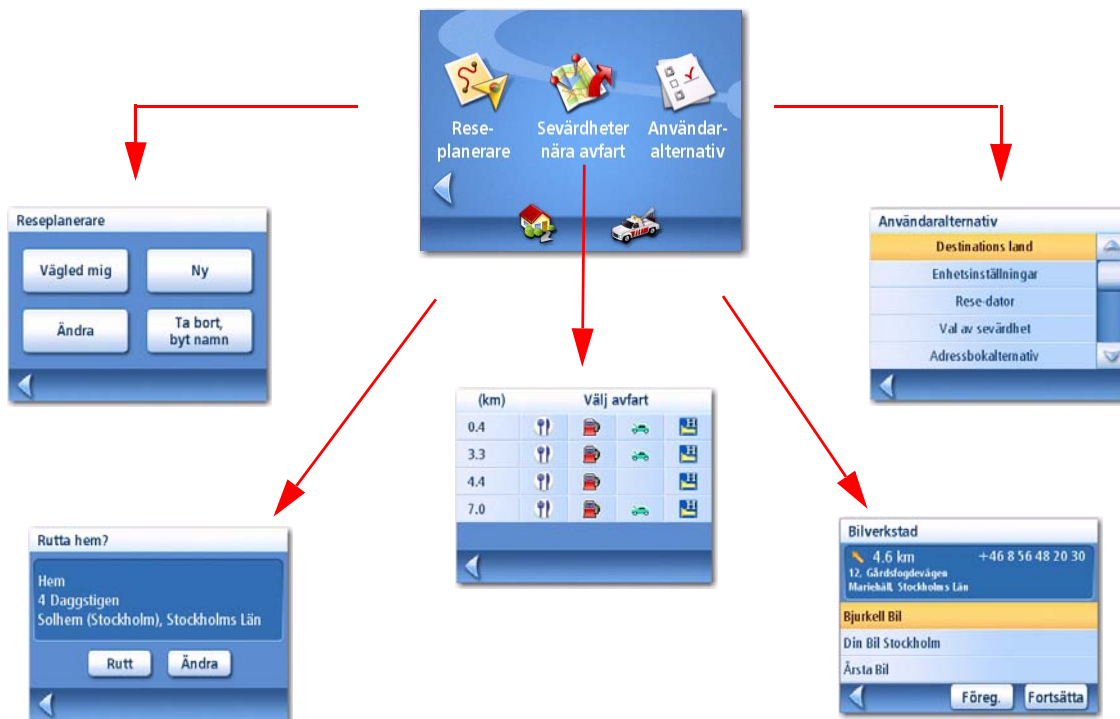 Rese-
planerare
Sevärdheter
nära avfart
Användar-
alternativ
Reseplanerare
Vägled mig
Ny
Ändra
Ta bort,
byt namn
Användaralternativ
Destinations land
Enhetsinställningar
Rese-dator
Val av sevärdhet
Adressbokalternativ
(km) Välj avfart
0.4
3.3
4.4
7.0
Rutta hem?
Hem
4 Daggstigen
Solhem (Stockholm), Stockholms Län
Rutt Ändra
Bilverkstad
4.6 km +46 8 56 48 20 30
12, Gårdsfogdevägen
Mariehäll, Stockholms Län
Bjurkell Bil
Din Bil Stockholm
Årsta Bil
Föreg. Fortsätta